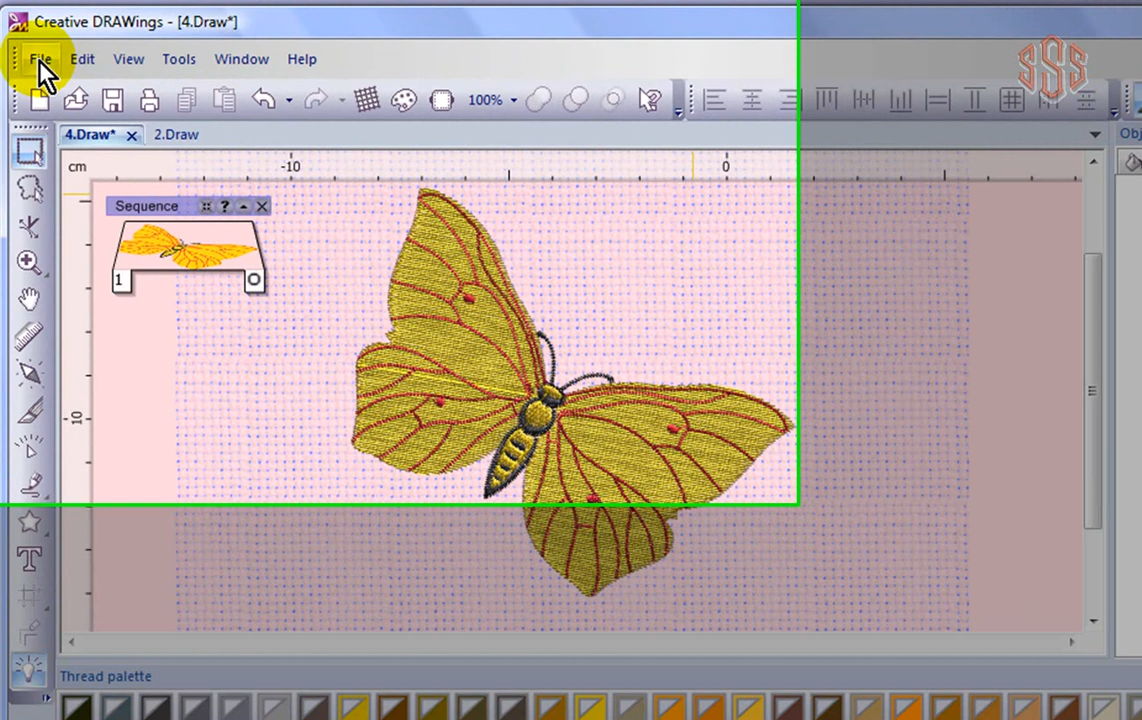 Creative DRAWings - [4.Draw*]
SSS
File Edit View Tools Window Help
100%
4.Draw* 2.Draw
Obj
cm -10 0
Sequence ?
1
-10
T
Thread palette